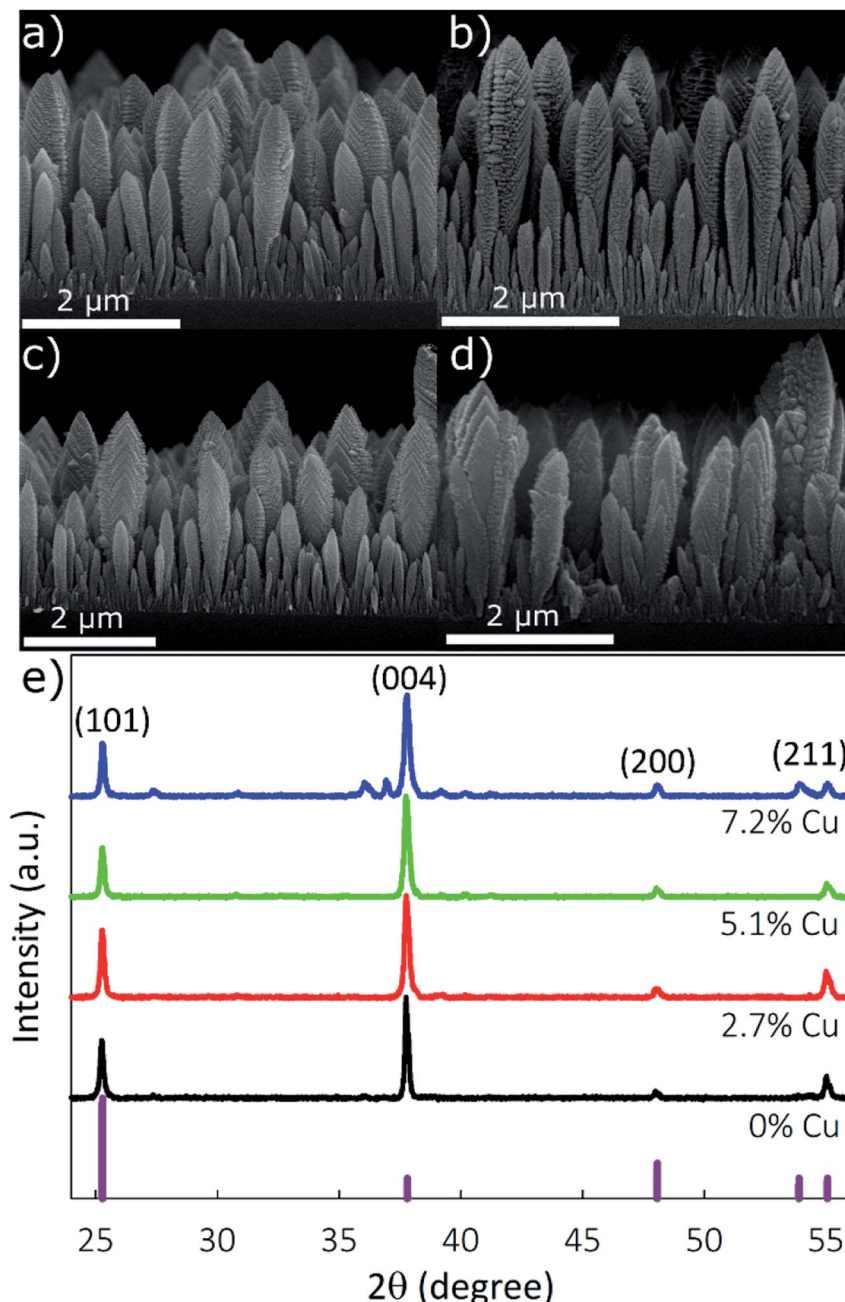 a)
b)
2 μm
2 μm
c)
d)
2 μm
2 μm
e)
(004)
(101)
(200)
(211)
7.2% Cu
5.1% Cu
2.7% Cu
0% Cu
Intensity (a.u.)
25 30 35 40 45 50 55
2θ (degree)